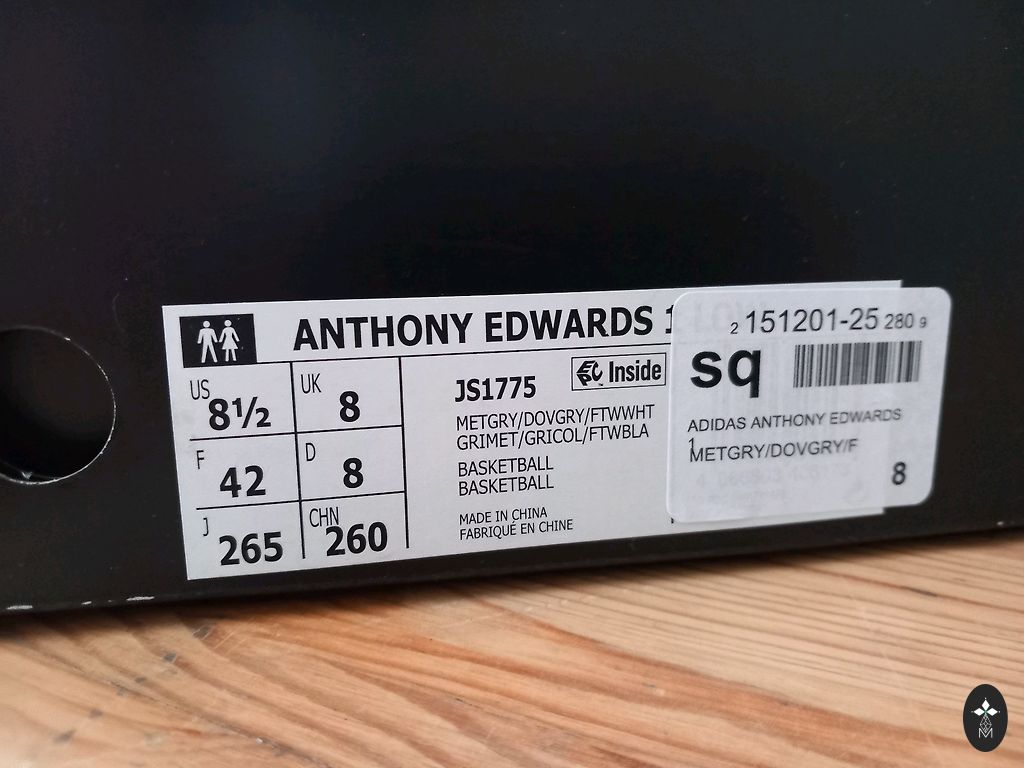 ANTHONY EDWARDS 1
US 8½
UK 8
F 42
D 8
J 265
CHN 260
JS1775
EPC Inside
METGRY/DOVGRY/FTWWHT
GRIMET/GRICOL/FTWBLA
BASKETBALL
BASKETBALL
MADE IN CHINA
FABRIQUÉ EN CHINE
2 151201-25 280 9
sq
ADIDAS ANTHONY EDWARDS
1
METGRY/DOVGRY/F
8
M